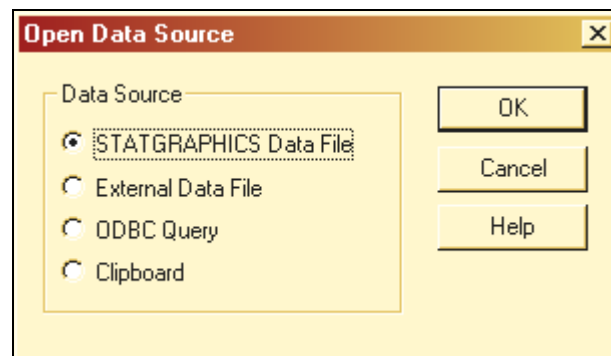 Open Data Source
Data Source
STATGRAPHICS Data File
External Data File
ODBC Query
Clipboard
OK
Cancel
Help